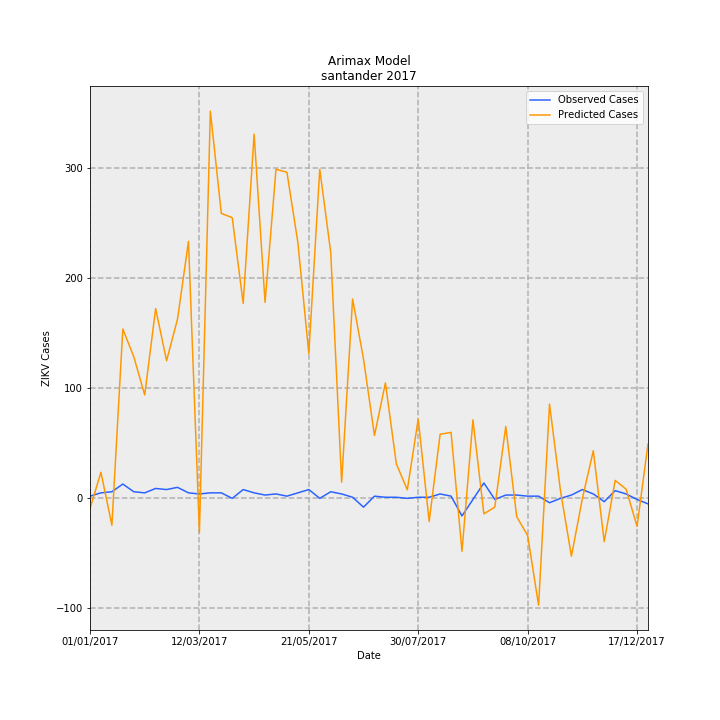 Arimax Model
santander 2017
Observed Cases
Predicted Cases
ZIKV Cases
300
200
100
0
−100
01/01/2017 12/03/2017 21/05/2017 30/07/2017 08/10/2017 17/12/2017
Date